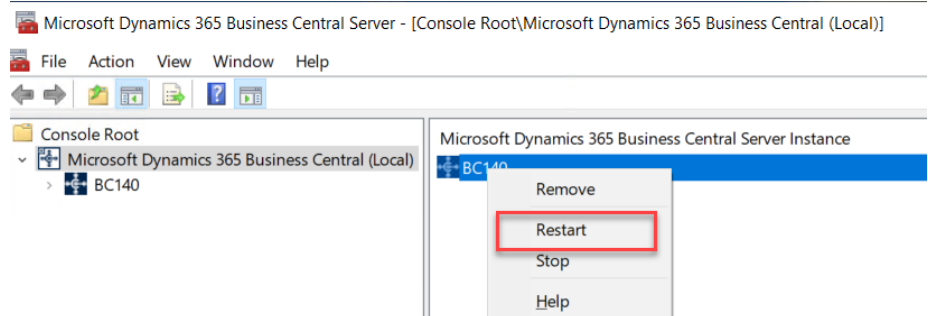 Microsoft Dynamics 365 Business Central Server - [Console Root\Microsoft Dynamics 365 Business Central (Local)]
File Action View Window Help
Console Root
Microsoft Dynamics 365 Business Central (Local)
BC140
Microsoft Dynamics 365 Business Central Server Instance
BC140
Remove
Restart
Stop
Help